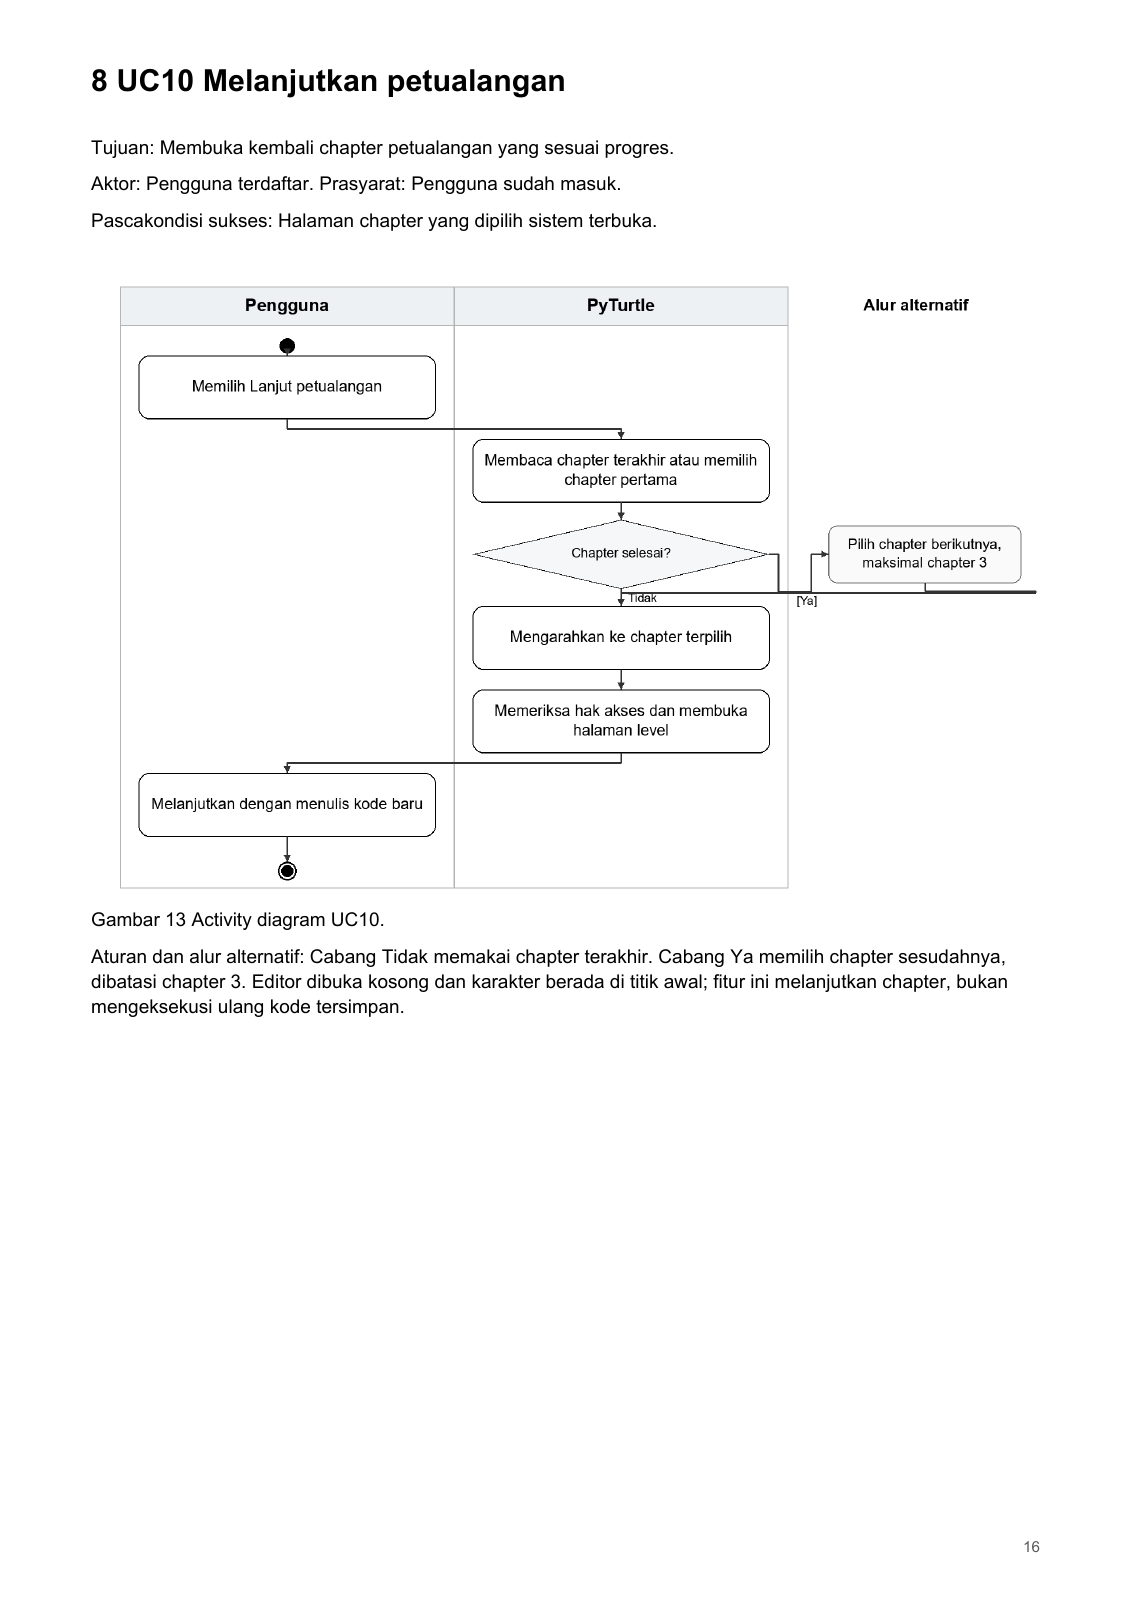 8 UC10 Melanjutkan petualangan
Tujuan: Membuka kembali chapter petualangan yang sesuai progres.
Aktor: Pengguna terdaftar. Prasyarat: Pengguna sudah masuk.
Pascakondisi sukses: Halaman chapter yang dipilih sistem terbuka.
Pengguna
PyTurtle
Alur alternatif
Memilih Lanjut petualangan
Membaca chapter terakhir atau memilih
chapter pertama
Chapter selesai?
Pilih chapter berikutnya,
maksimal chapter 3
Tidak
[Ya]
Mengarahkan ke chapter terpilih
Memeriksa hak akses dan membuka
halaman level
Melanjutkan dengan menulis kode baru
Gambar 13 Activity diagram UC10.
Aturan dan alur alternatif: Cabang Tidak memakai chapter terakhir. Cabang Ya memilih chapter sesudahnya,
dibatasi chapter 3. Editor dibuka kosong dan karakter berada di titik awal; fitur ini melanjutkan chapter, bukan
mengeksekusi ulang kode tersimpan.
16